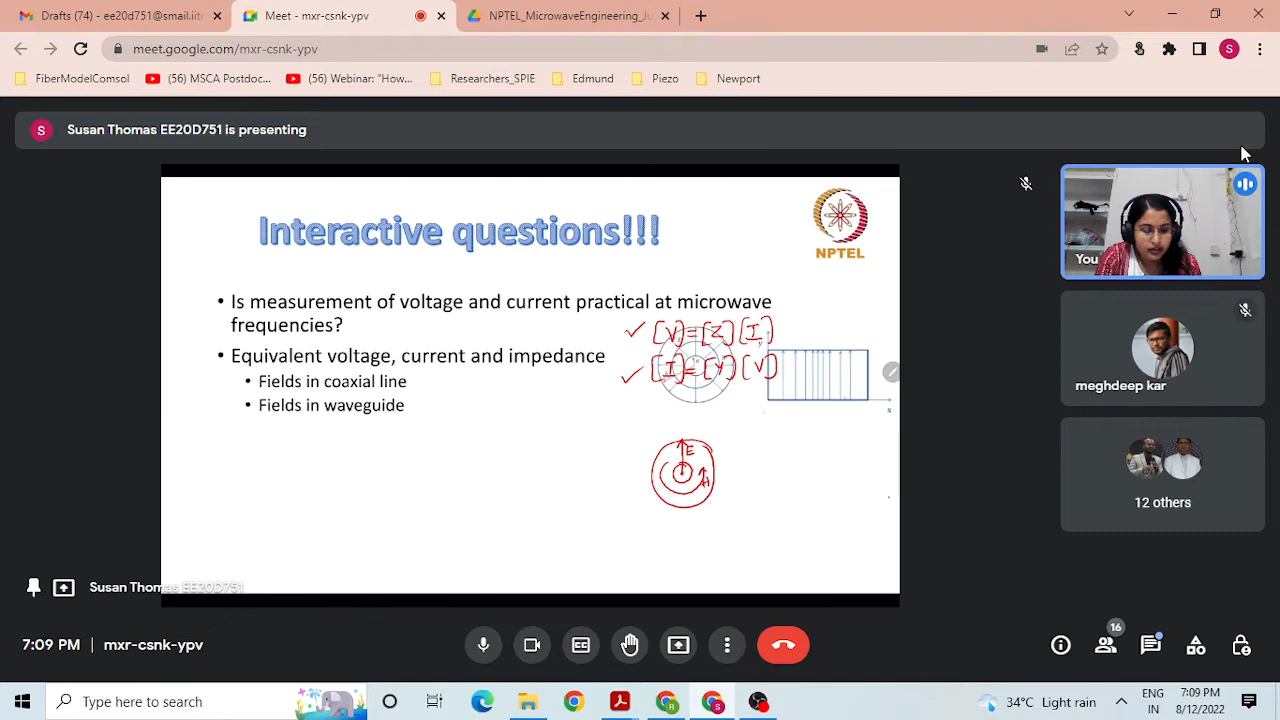 Drafts (74) - ee20d751@smail.iitr
Meet - mxr-csnk-ypv
NPTEL_MicrowaveEngineering_Ju
meet.google.com/mxr-csnk-ypv
FiberModelComsol
(56) MSCA Postdoc...
(56) Webinar: "How...
Researchers_SPIE
Edmund
Piezo
Newport
S
S Susan Thomas EE20D751 is presenting
Interactive questions!!!
NPTEL
• Is measurement of voltage and current practical at microwave
frequencies?
[V]=[Z][I]
• Equivalent voltage, current and impedance
[I]=[Y][V]
• Fields in coaxial line
• Fields in waveguide
y
x
E
H
You
meghdeep kar
12 others
Susan Thomas EE20D751
7:09 PM | mxr-csnk-ypv
16
Type here to search
34°C Light rain
ENG
IN
7:09 PM
8/12/2022